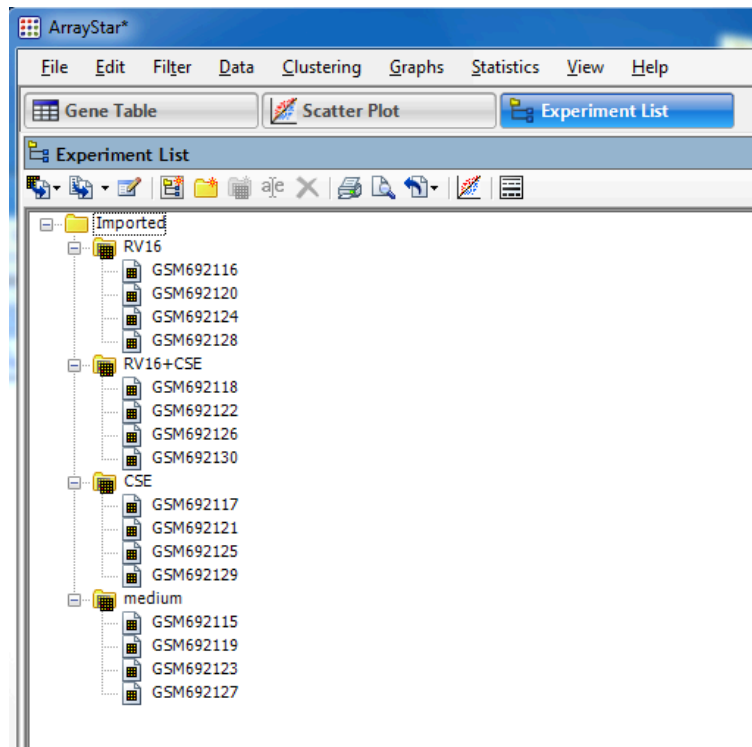 ArrayStar*
File Edit Filter Data Clustering Graphs Statistics View Help
Gene Table Scatter Plot Experiment List
Experiment List
a|e
Imported
RV16
GSM692116
GSM692120
GSM692124
GSM692128
RV16+CSE
GSM692118
GSM692122
GSM692126
GSM692130
CSE
GSM692117
GSM692121
GSM692125
GSM692129
medium
GSM692115
GSM692119
GSM692123
GSM692127